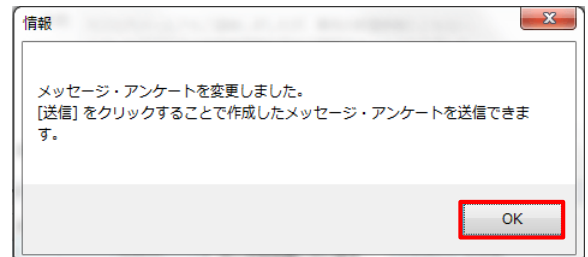 情報
メッセージ・アンケートを変更しました。
[送信] をクリックすることで作成したメッセージ・アンケートを送信できま
す。
OK